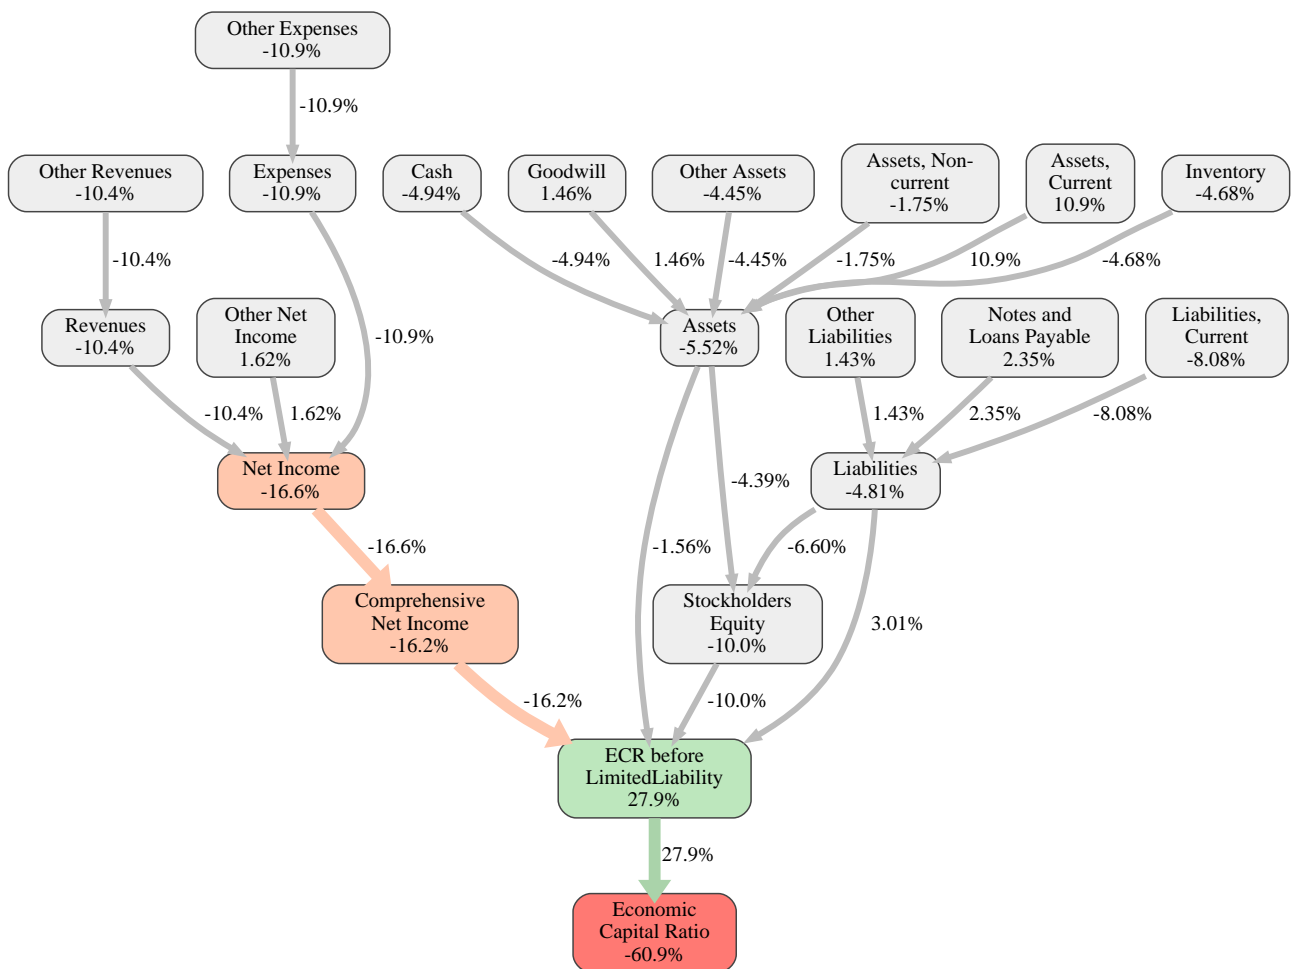 Other Expenses
-10.9%
-10.9%
Other Revenues
-10.4%
Expenses
-10.9%
Cash
-4.94%
Goodwill
1.46%
Other Assets
-4.45%
Assets, Non-
current
-1.75%
Assets,
Current
10.9%
Inventory
-4.68%
-10.4%
-4.94%
1.46%
-4.45%
-1.75%
10.9%
-4.68%
Revenues
-10.4%
Other Net
Income
1.62%
-10.9%
Assets
-5.52%
Other
Liabilities
1.43%
Notes and
Loans Payable
2.35%
Liabilities,
Current
-8.08%
-10.4%
1.62%
1.43%
2.35%
-8.08%
Net Income
-16.6%
-4.39%
Liabilities
-4.81%
-16.6%
-1.56%
-6.60%
Comprehensive
Net Income
-16.2%
Stockholders
Equity
-10.0%
3.01%
-16.2%
-10.0%
ECR before
LimitedLiability
27.9%
27.9%
Economic
Capital Ratio
-60.9%